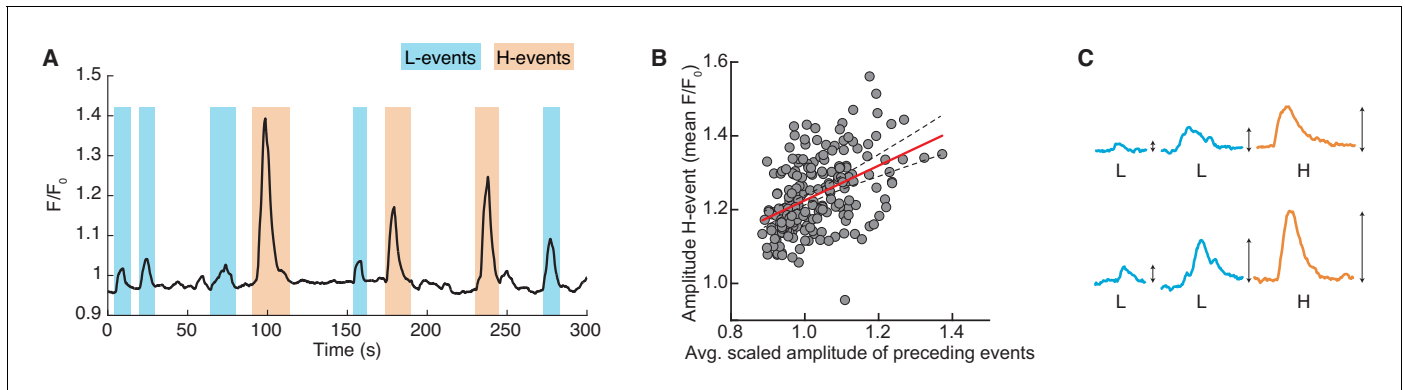 A
L-events
H-events
F/F0
1.5
1.4
1.3
1.2
1.1
1
0.9
0
50
100
150
200
250
300
Time (s)
B
Amplitude H-event (mean F/F0)
1.6
1.4
1.2
1.0
0.8
1.0
1.2
1.4
Avg. scaled amplitude of preceding events
C
L
L
H
L
L
H